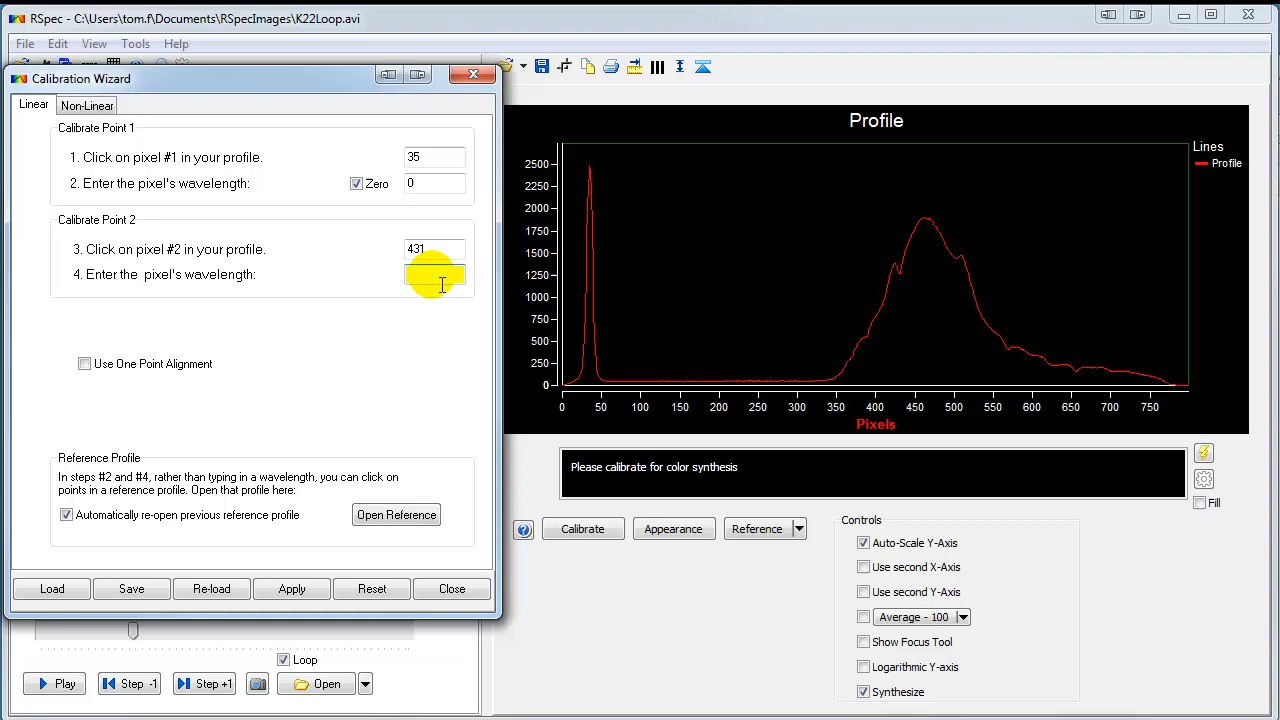 RSpec - C:\Users\tom.f\Documents\RSpecImages\K22Loop.avi
File Edit View Tools Help
Calibration Wizard
Linear Non-Linear
Calibrate Point 1
1. Click on pixel #1 in your profile. 35
2. Enter the pixel's wavelength: Zero 0
Calibrate Point 2
3. Click on pixel #2 in your profile. 431
4. Enter the pixel's wavelength:
Use One Point Alignment
Reference Profile
In steps #2 and #4, rather than typing in a wavelength, you can click on
points in a reference profile. Open that profile here:
Automatically re-open previous reference profile Open Reference
Load Save Re-load Apply Reset Close
Loop
Play Step -1 Step +1 Open
Profile
Lines
Profile
2500
2250
2000
1750
1500
1250
1000
750
500
250
0
0 50 100 150 200 250 300 350 400 450 500 550 600 650 700 750
Pixels
Please calibrate for color synthesis
Fill
Calibrate Appearance Reference
Controls
Auto-Scale Y-Axis
Use second X-Axis
Use second Y-Axis
Average - 100
Show Focus Tool
Logarithmic Y-axis
Synthesize